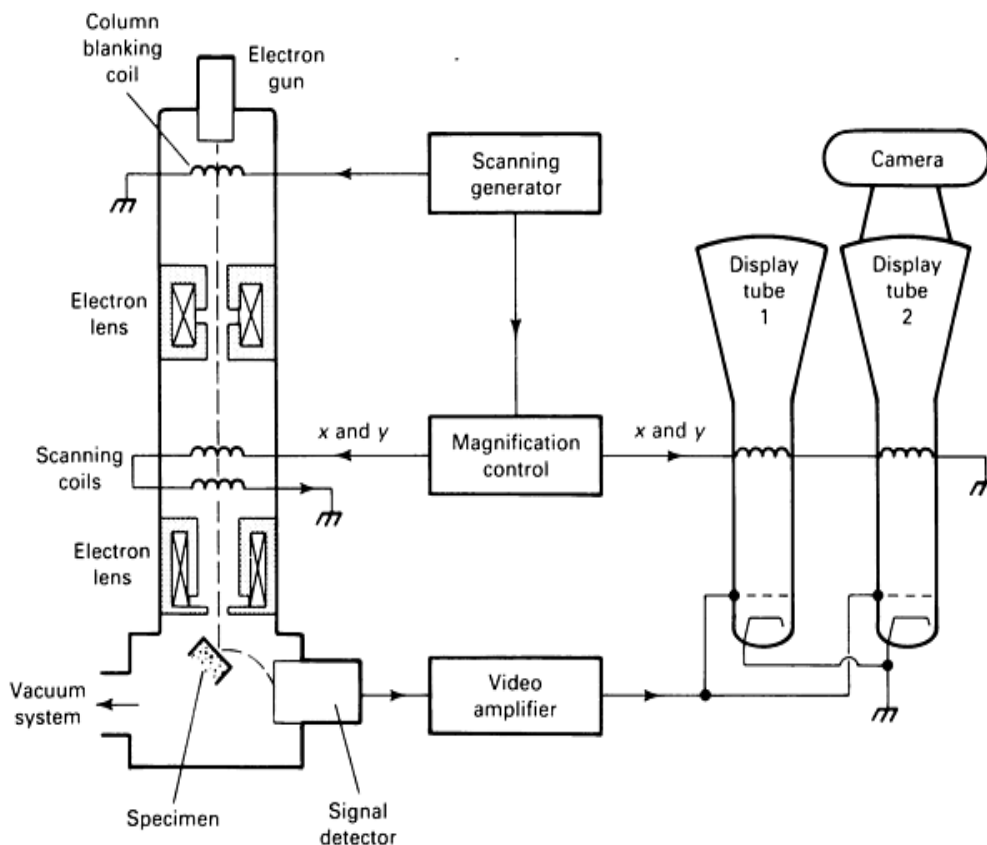 Column
blanking
coil
Electron
gun
Scanning
generator
Camera
Display
tube
1
Display
tube
2
Electron
lens
x and y
Magnification
control
x and y
Scanning
coils
Electron
lens
Vacuum
system
Video
amplifier
Specimen
Signal
detector